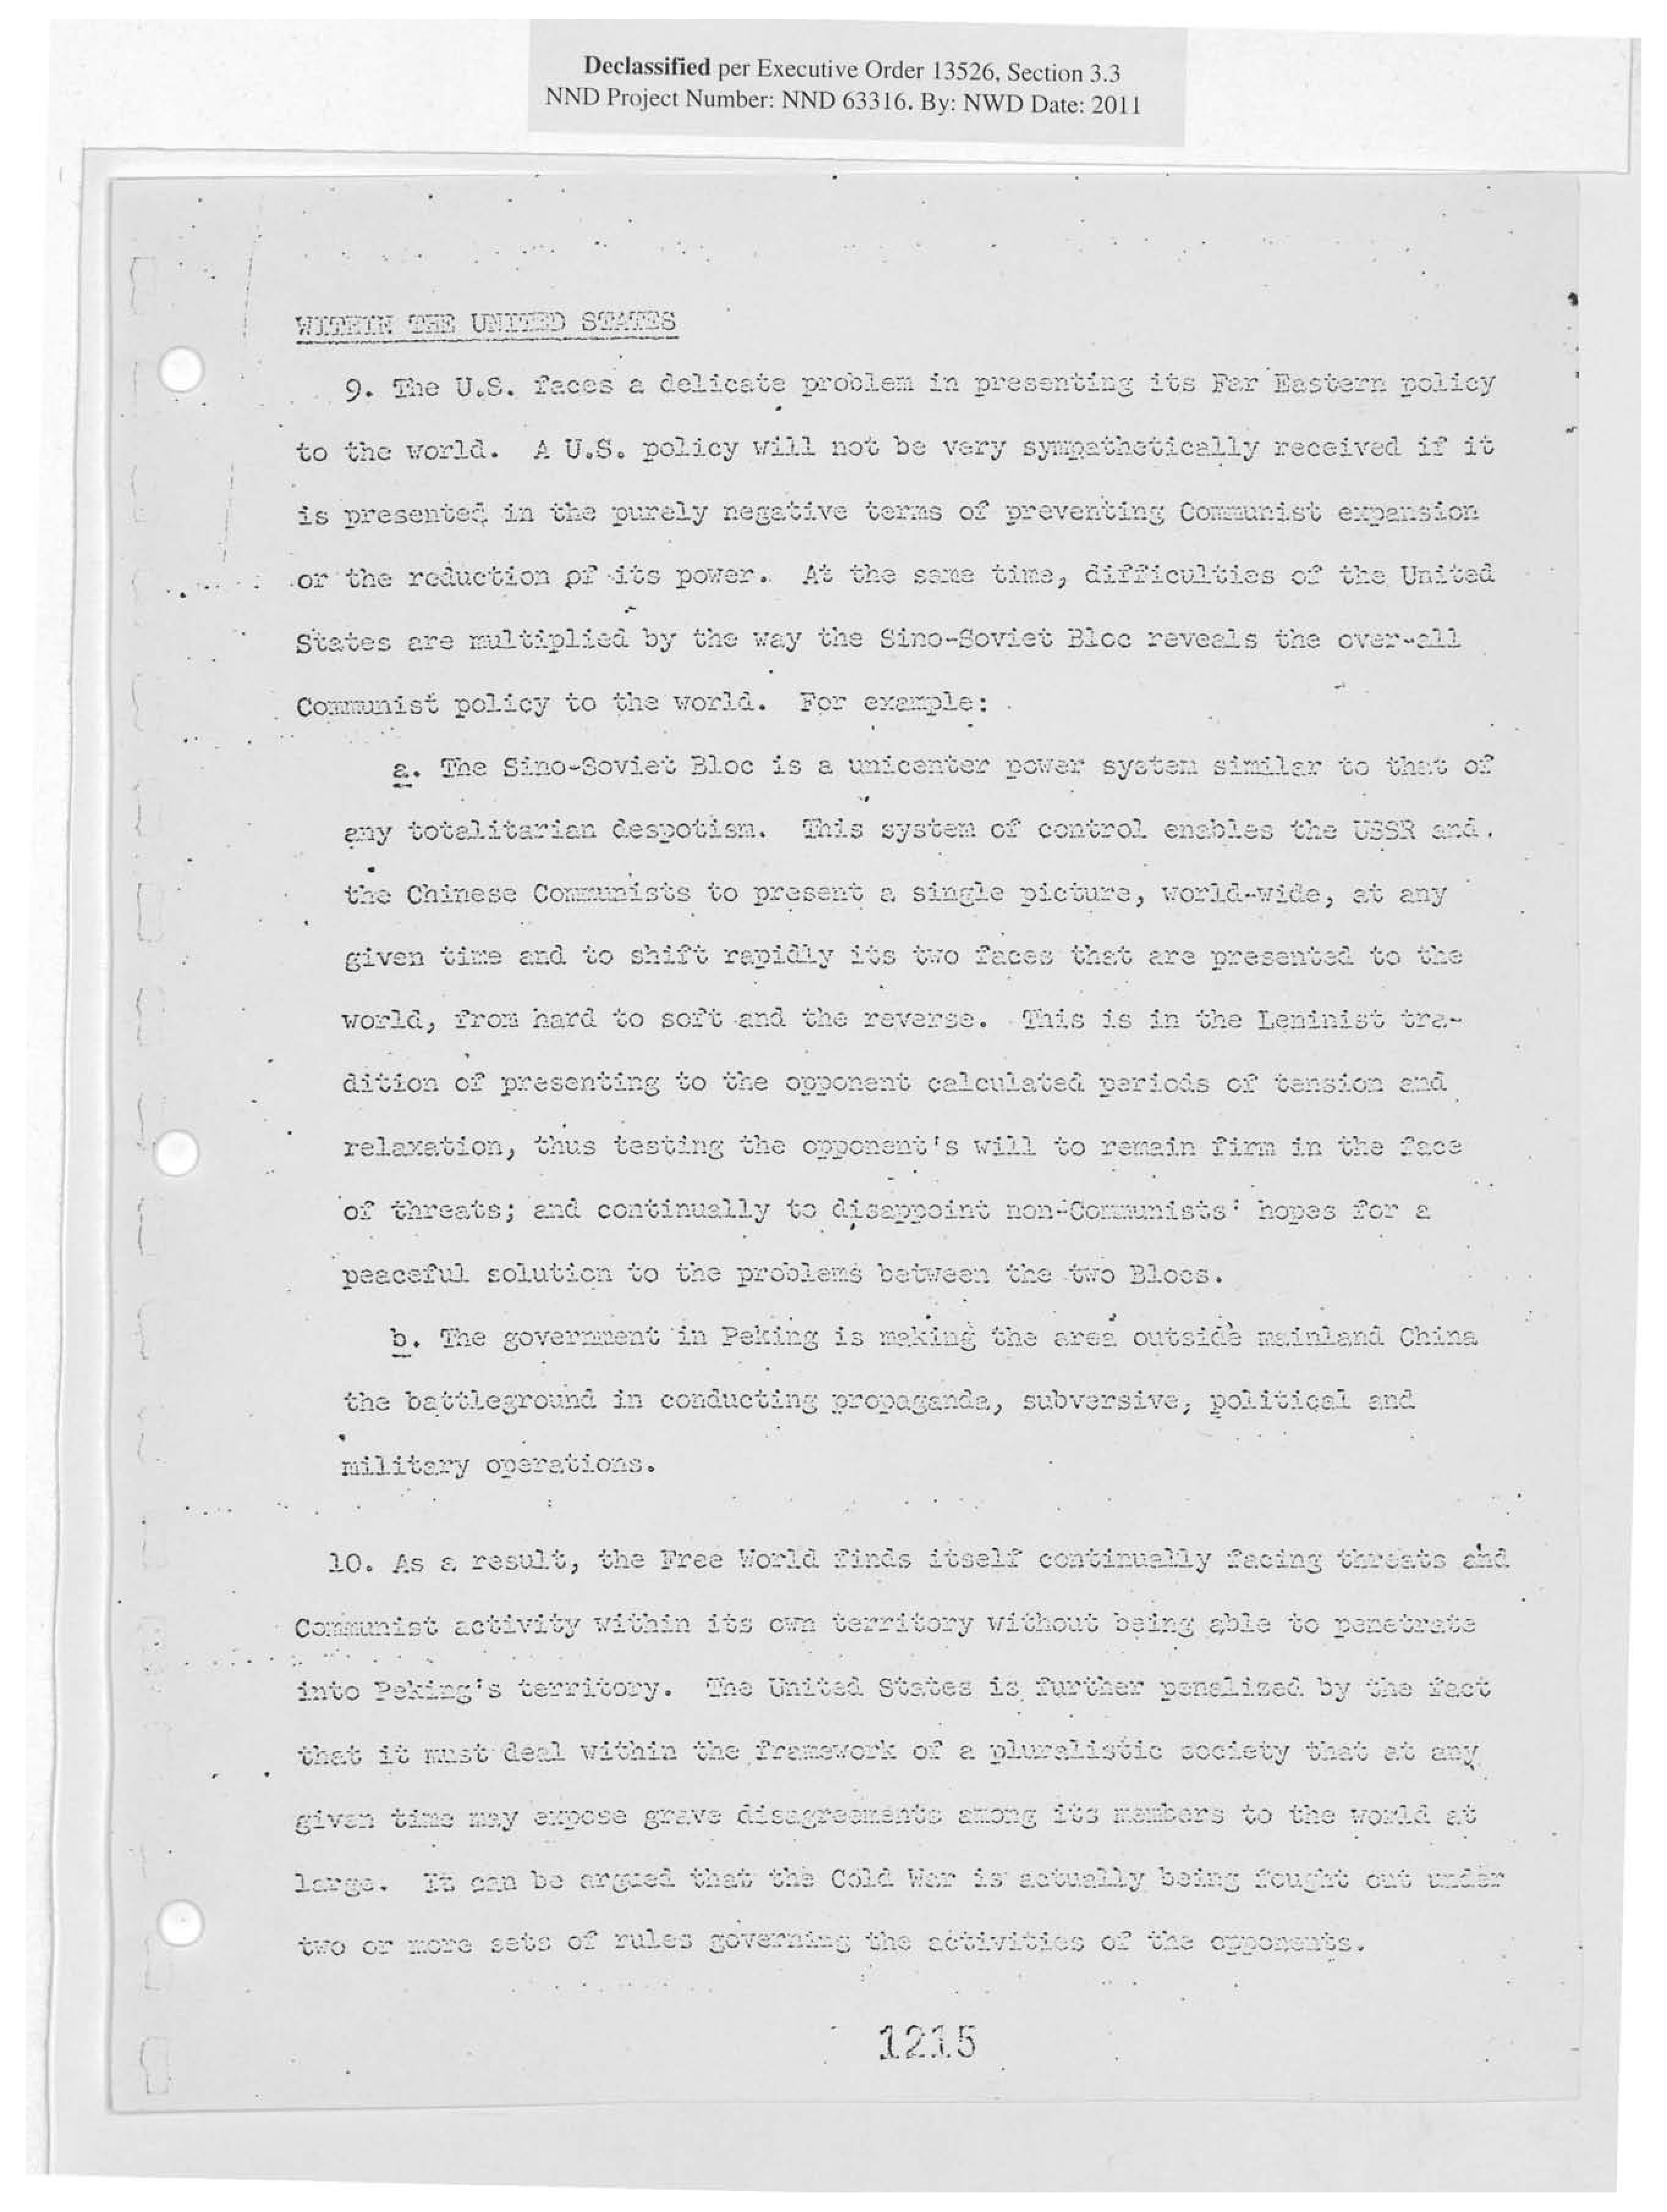 Declassified per Executive Order 13526, Section 3.3
NND Project Number: NND 63316. By: NWD Date: 2011
WITHIN THE UNITED STATES
9. The U.S. faces a delicate problem in presenting its Far Eastern policy
to the world. A U.S. policy will not be very sympathetically received if it
is presented in the purely negative terms of preventing Communist expansion
or the reduction of its power. At the same time, difficulties of the United
States are multiplied by the way the Sino-Soviet Bloc reveals the over-all
Communist policy to the world. For example:
a. The Sino-Soviet Bloc is a unicenter power system similar to that of
any totalitarian despotism. This system of control enables the USSR and
the Chinese Communists to present a single picture, world-wide, at any
given time and to shift rapidly its two faces that are presented to the
world, from hard to soft and the reverse. This is in the Leninist tra-
dition of presenting to the opponent calculated periods of tension and
relaxation, thus testing the opponent's will to remain firm in the face
of threats; and continually to disappoint non-Communists' hopes for a
peaceful solution to the problems between the two Blocs.
b. The government in Peking is making the area outside mainland China
the battleground in conducting propaganda, subversive, political and
military operations.
10. As a result, the Free World finds itself continually facing threats and
Communist activity within its own territory without being able to penetrate
into Peking's territory. The United States is further penalized by the fact
that it must deal within the framework of a pluralistic society that at any
given time may expose grave disagreements among its members to the world at
large. It can be argued that the Cold War is actually being fought out under
two or more sets of rules governing the activities of the opponents.
1215